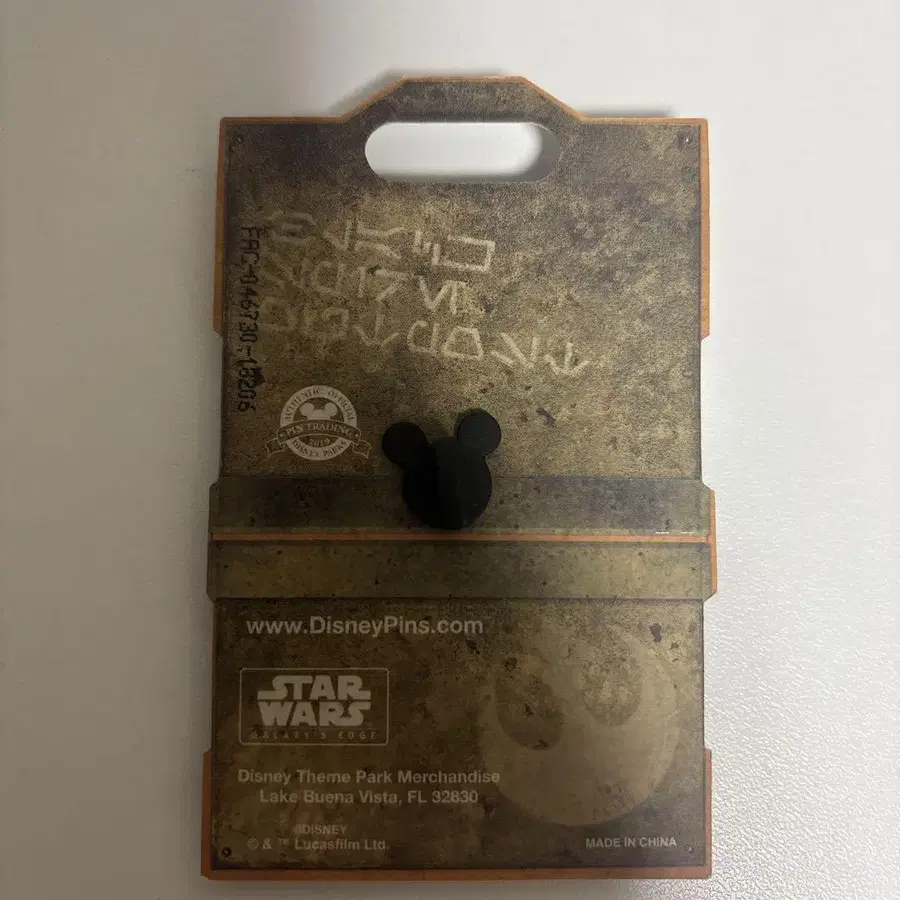 FAC-046730-18206
AUTHENTIC OFFICIAL
PIN TRADING
2019
DISNEY PARKS
www.DisneyPins.com
STAR
WARS™
GALAXY'S EDGE
Disney Theme Park Merchandise
Lake Buena Vista, FL 32830
©DISNEY
© & ™ Lucasfilm Ltd.
MADE IN CHINA